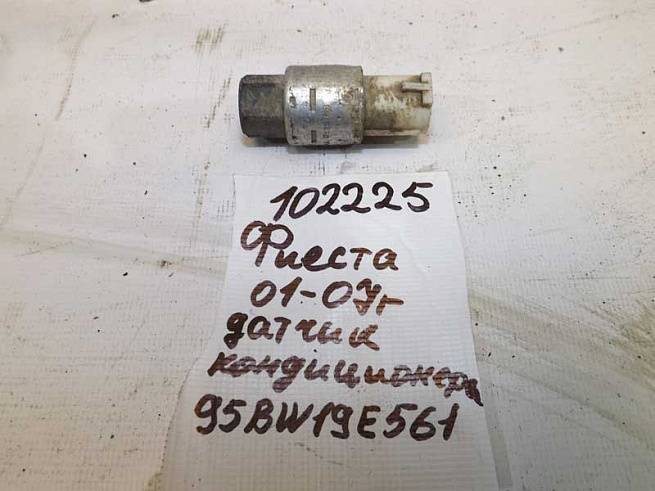 102225
Фиеста
01-07г
датчик
кондиционера
95BW19E561